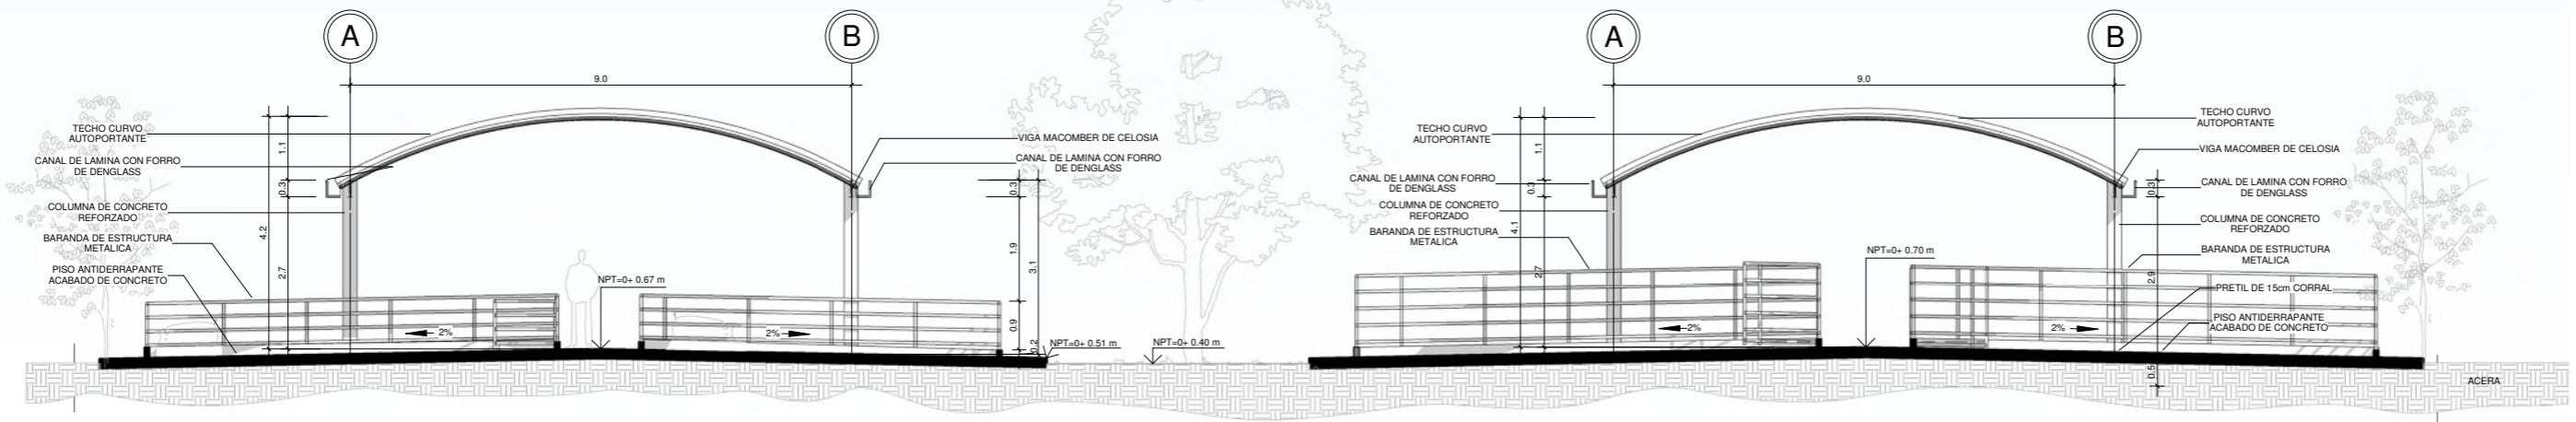 A
B
9.0
TECHO CURVO
AUTOPORTANTE
CANAL DE LAMINA CON FORRO
DE DENGLASS
COLUMNA DE CONCRETO
REFORZADO
BARANDA DE ESTRUCTURA
METALICA
PISO ANTIDERRAPANTE
ACABADO DE CONCRETO
4.2
1.1
0.3
2.7
2%
NPT=0+ 0.67 m
2%
VIGA MACOMBER DE CELOSIA
CANAL DE LAMINA CON FORRO
DE DENGLASS
0.3
1.9
3.1
0.9
0.2
NPT=0+ 0.51 m
NPT=0+ 0.40 m
A
B
9.0
TECHO CURVO
AUTOPORTANTE
CANAL DE LAMINA CON FORRO
DE DENGLASS
COLUMNA DE CONCRETO
REFORZADO
BARANDA DE ESTRUCTURA
METALICA
4.1
1.1
0.3
2.7
2%
NPT=0+ 0.70 m
2%
TECHO CURVO
AUTOPORTANTE
VIGA MACOMBER DE CELOSIA
CANAL DE LAMINA CON FORRO
DE DENGLASS
COLUMNA DE CONCRETO
REFORZADO
BARANDA DE ESTRUCTURA
METALICA
PRETIL DE 15cm CORRAL
PISO ANTIDERRAPANTE
ACABADO DE CONCRETO
0.3
2.9
0.5
ACERA